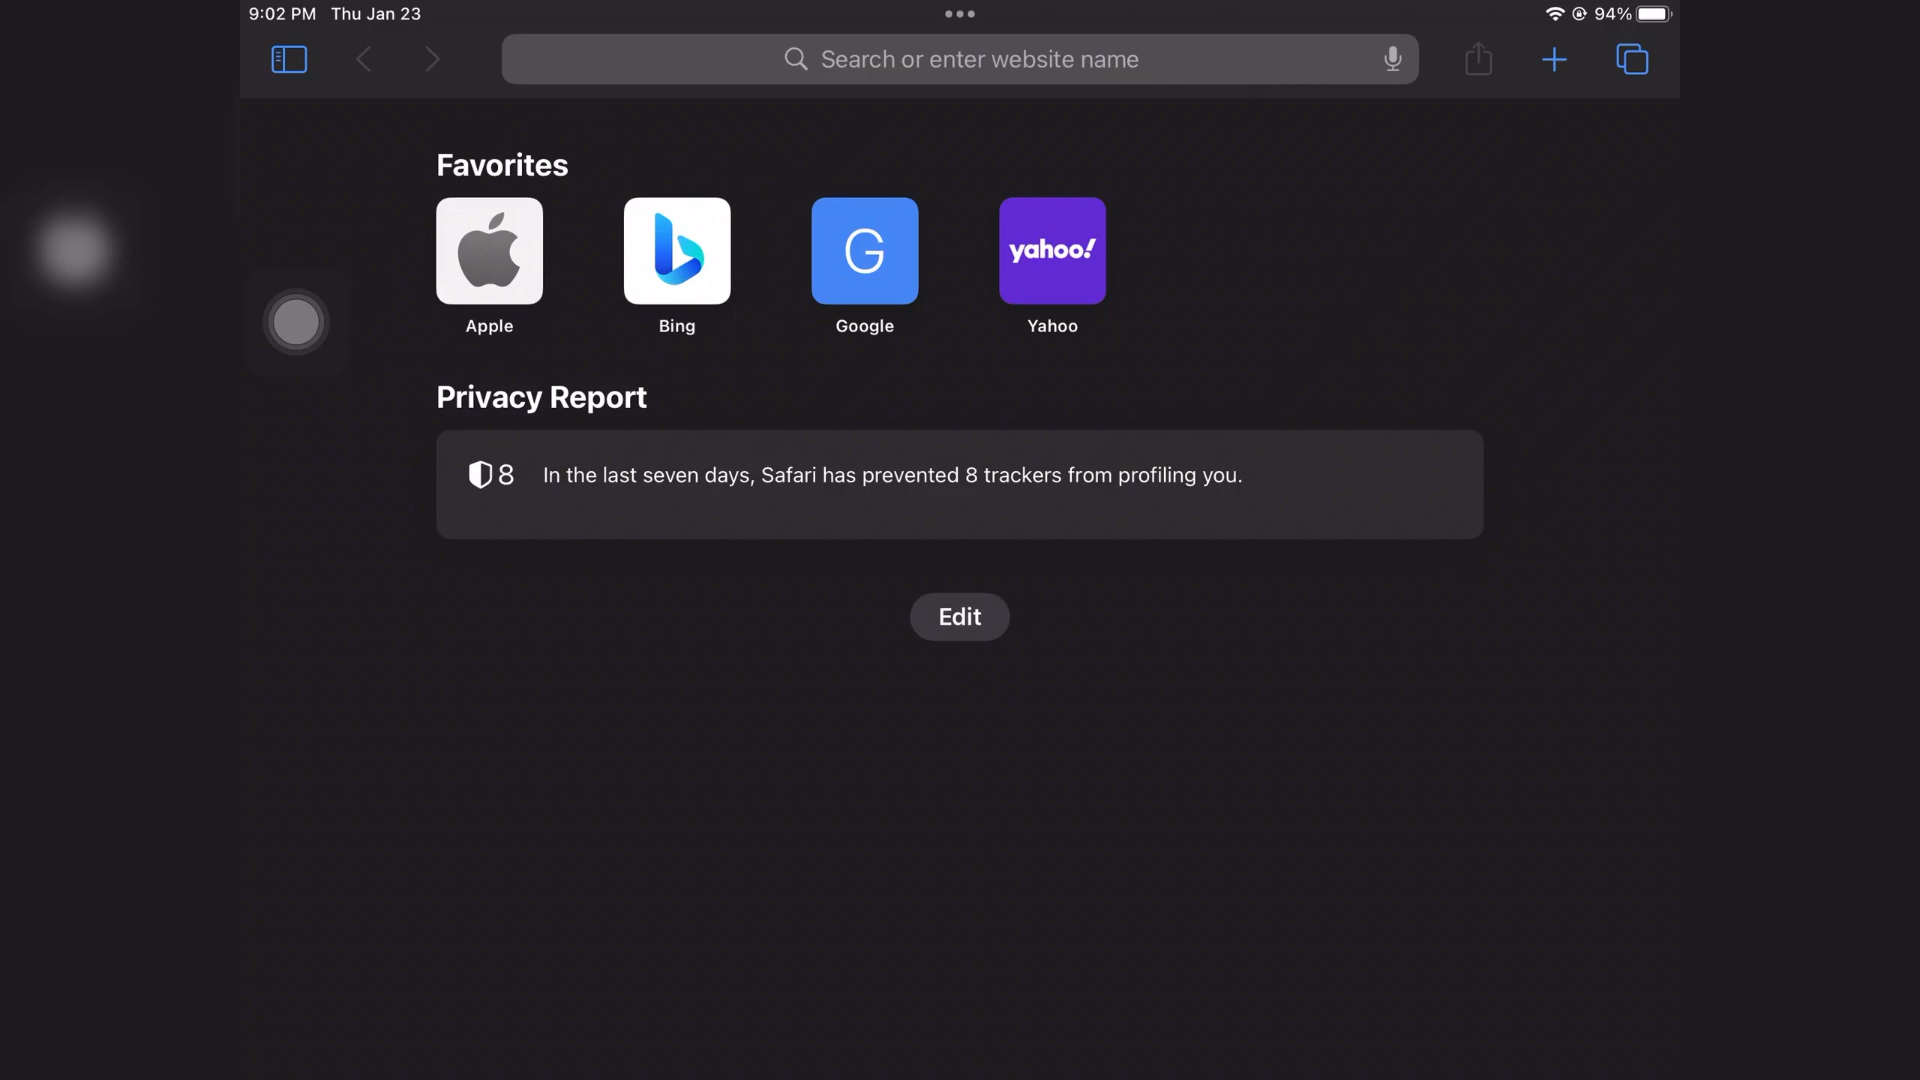 9:02 PM Thu Jan 23
94%
Search or enter website name
Favorites
yahoo!
G
Apple
Bing
Google
Yahoo
Privacy Report
8 In the last seven days, Safari has prevented 8 trackers from profiling you.
Edit